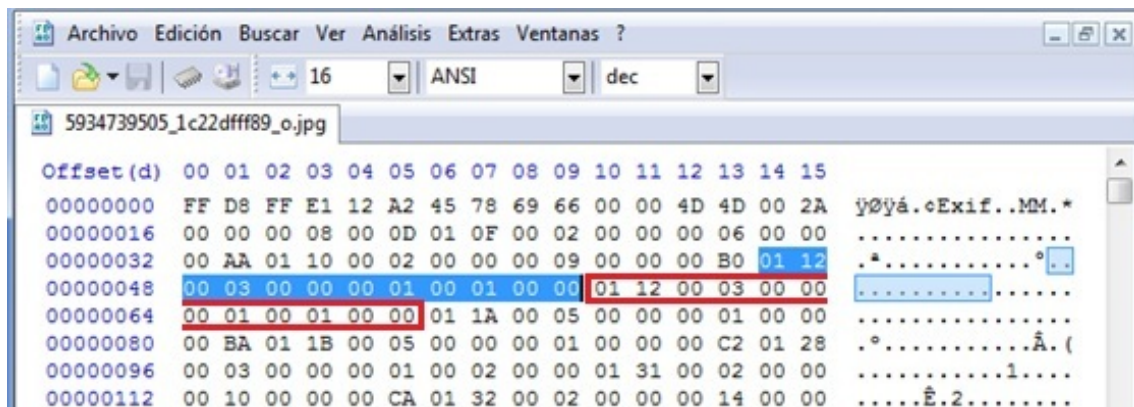 Archivo Edición Buscar Ver Análisis Extras Ventanas ?
16 ANSI dec
5934739505_1c22dfff89_o.jpg
Offset(d) 00 01 02 03 04 05 06 07 08 09 10 11 12 13 14 15
00000000 FF D8 FF E1 12 A2 45 78 69 66 00 00 4D 4D 00 2A ÿØÿá.¢Exif..MM.*
00000016 00 00 00 08 00 0D 01 0F 00 02 00 00 00 06 00 00 ................
00000032 00 AA 01 10 00 02 00 00 00 09 00 00 00 B0 01 12 .ª...........°..
00000048 00 03 00 00 00 01 00 01 00 00 01 12 00 03 00 00 ................
00000064 00 01 00 01 00 00 01 1A 00 05 00 00 00 01 00 00 ................
00000080 00 BA 01 1B 00 05 00 00 00 01 00 00 00 C2 01 28 .º...........Â.(
00000096 00 03 00 00 00 01 00 02 00 00 01 31 00 02 00 00 ...........1....
00000112 00 10 00 00 00 CA 01 32 00 02 00 00 00 14 00 00 .....Ê.2........